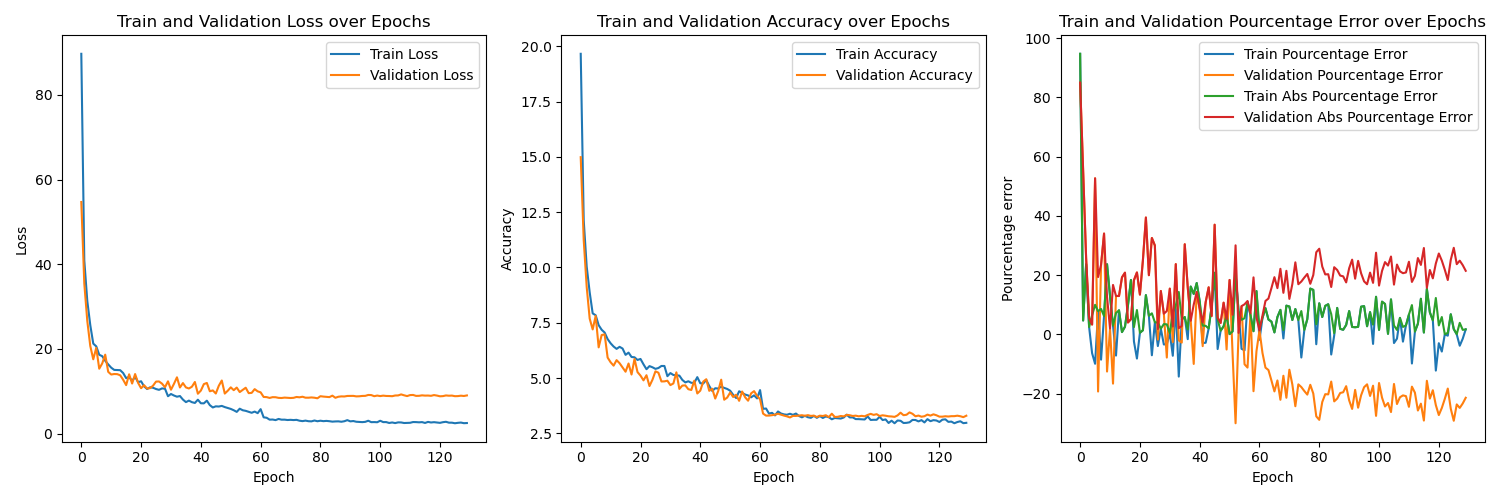 Train and Validation Loss over Epochs
Train Loss
Validation Loss
Loss
80
60
40
20
0
0 20 40 60 80 100 120
Epoch
Train and Validation Accuracy over Epochs
Train Accuracy
Validation Accuracy
Accuracy
20.0
17.5
15.0
12.5
10.0
7.5
5.0
2.5
0 20 40 60 80 100 120
Epoch
Train and Validation Pourcentage Error over Epochs
Train Pourcentage Error
Validation Pourcentage Error
Train Abs Pourcentage Error
Validation Abs Pourcentage Error
Pourcentage error
100
80
60
40
20
0
−20
0 20 40 60 80 100 120
Epoch